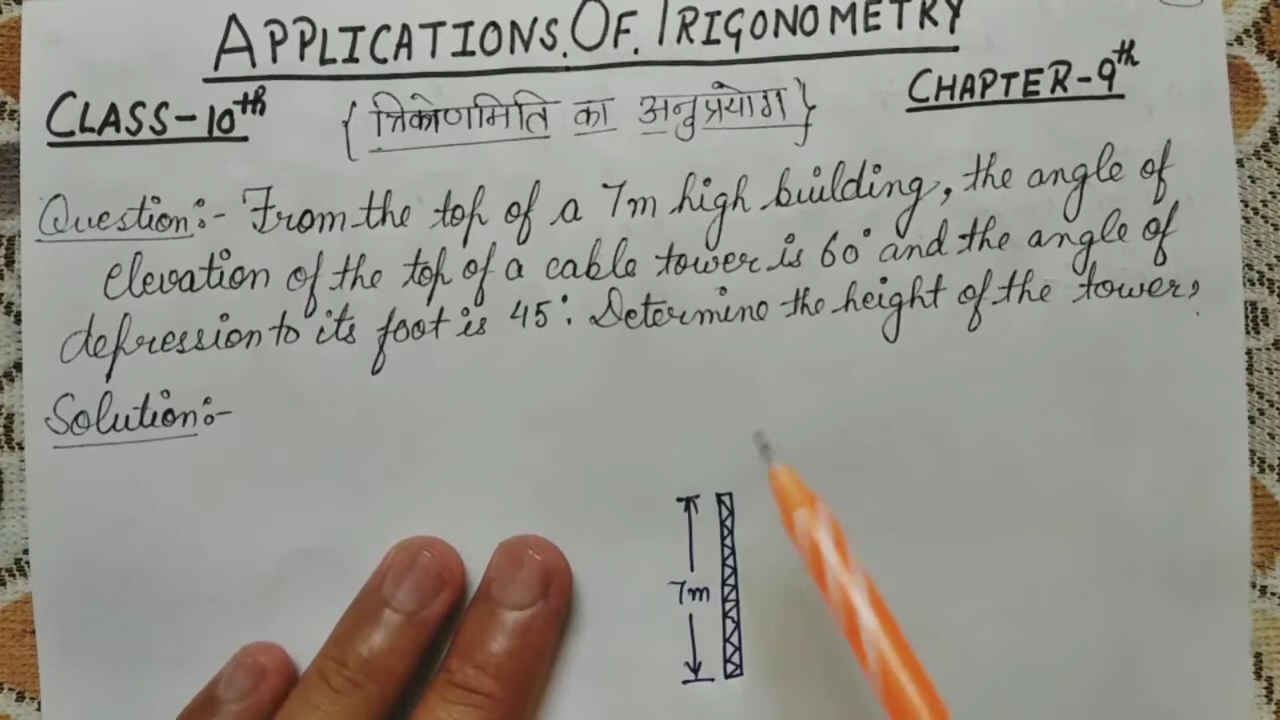 APPLICATIONS.OF.TRIGONOMETRY
CLASS-10th {त्रिकोणमिति का अनुप्रयोग} CHAPTER-9th
Question:- From the top of a 7m high building, the angle of
elevation of the top of a cable tower is 60° and the angle of
depression to its foot is 45°. Determine the height of the tower,
Solution:-
7m